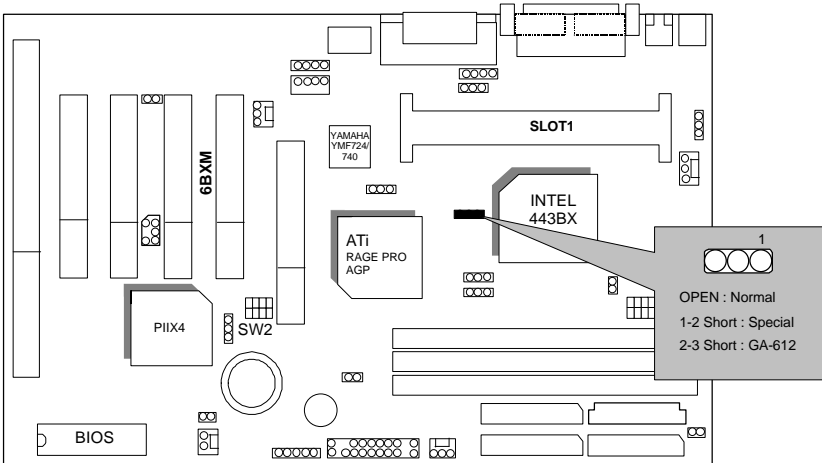 SLOT1
YAMAHA
YMF724/
740
6BXM
INTEL
443BX
ATi
RAGE PRO
AGP
1
OPEN : Normal
1-2 Short : Special
2-3 Short : GA-612
PIIX4
SW2
BIOS